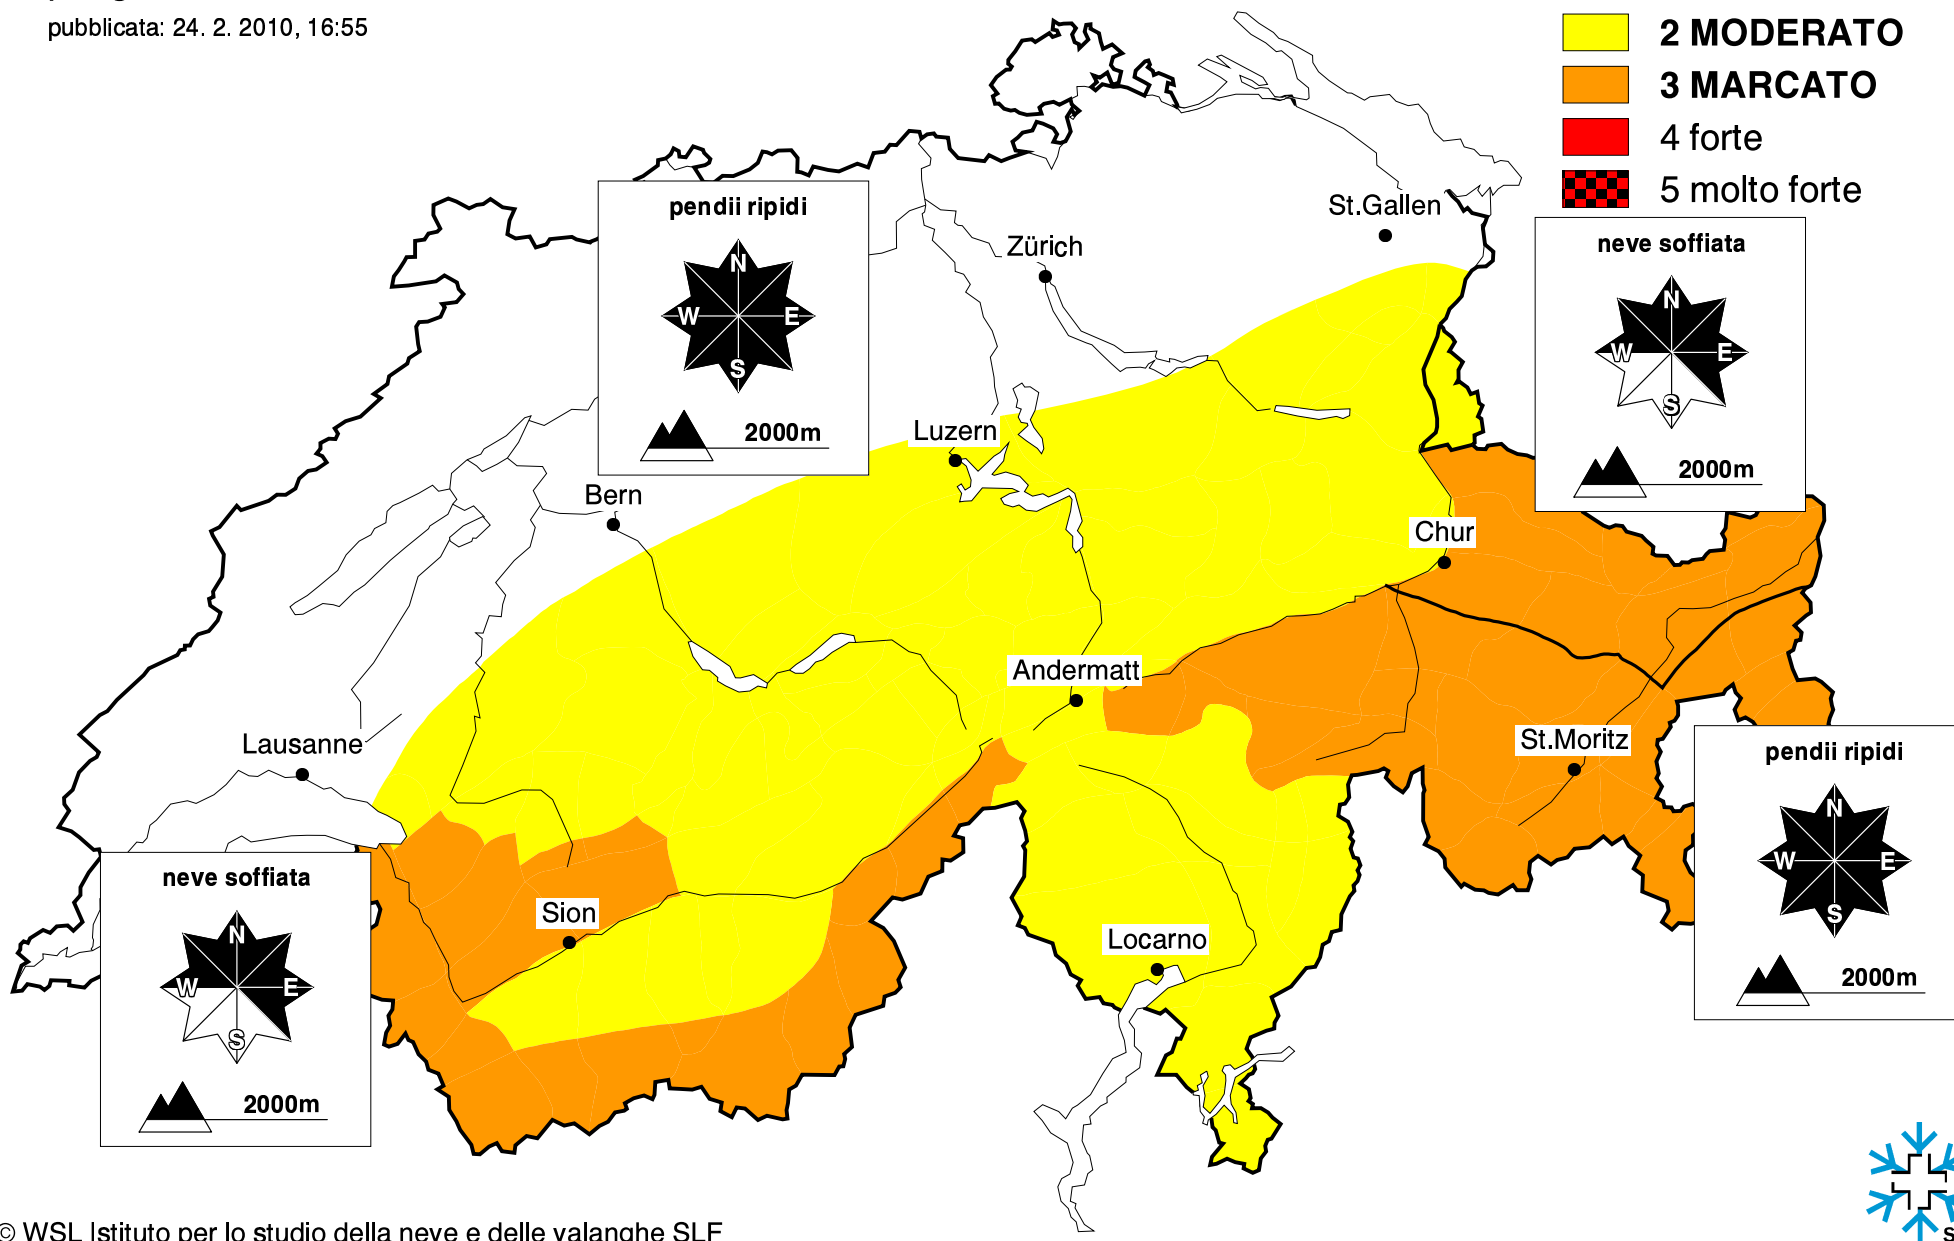 pubblicata: 24. 2. 2010, 16:55
2 MODERATO
3 MARCATO
4 forte
5 molto forte
pendii ripidi
N
W E
S
2000m
neve soffiata
N
W E
S
2000m
St.Gallen
Zürich
Luzern
Bern
Chur
Andermatt
St.Moritz
Lausanne
Sion
Locarno
pendii ripidi
N
W E
S
2000m
neve soffiata
N
W E
S
2000m
© WSL Istituto per lo studio della neve e delle valanghe SLF